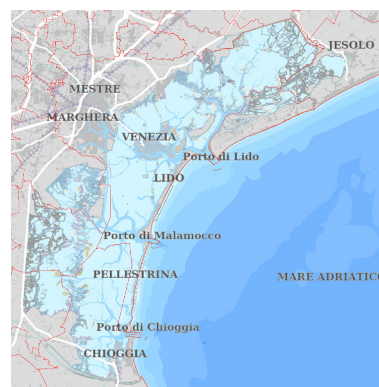 JESOLO
MESTRE
MARGHERA
VENEZIA
Porto di Lido
LIDO
Porto di Malamocco
PELLESTRINA
MARE ADRIATICO
Porto di Chioggia
CHIOGGIA